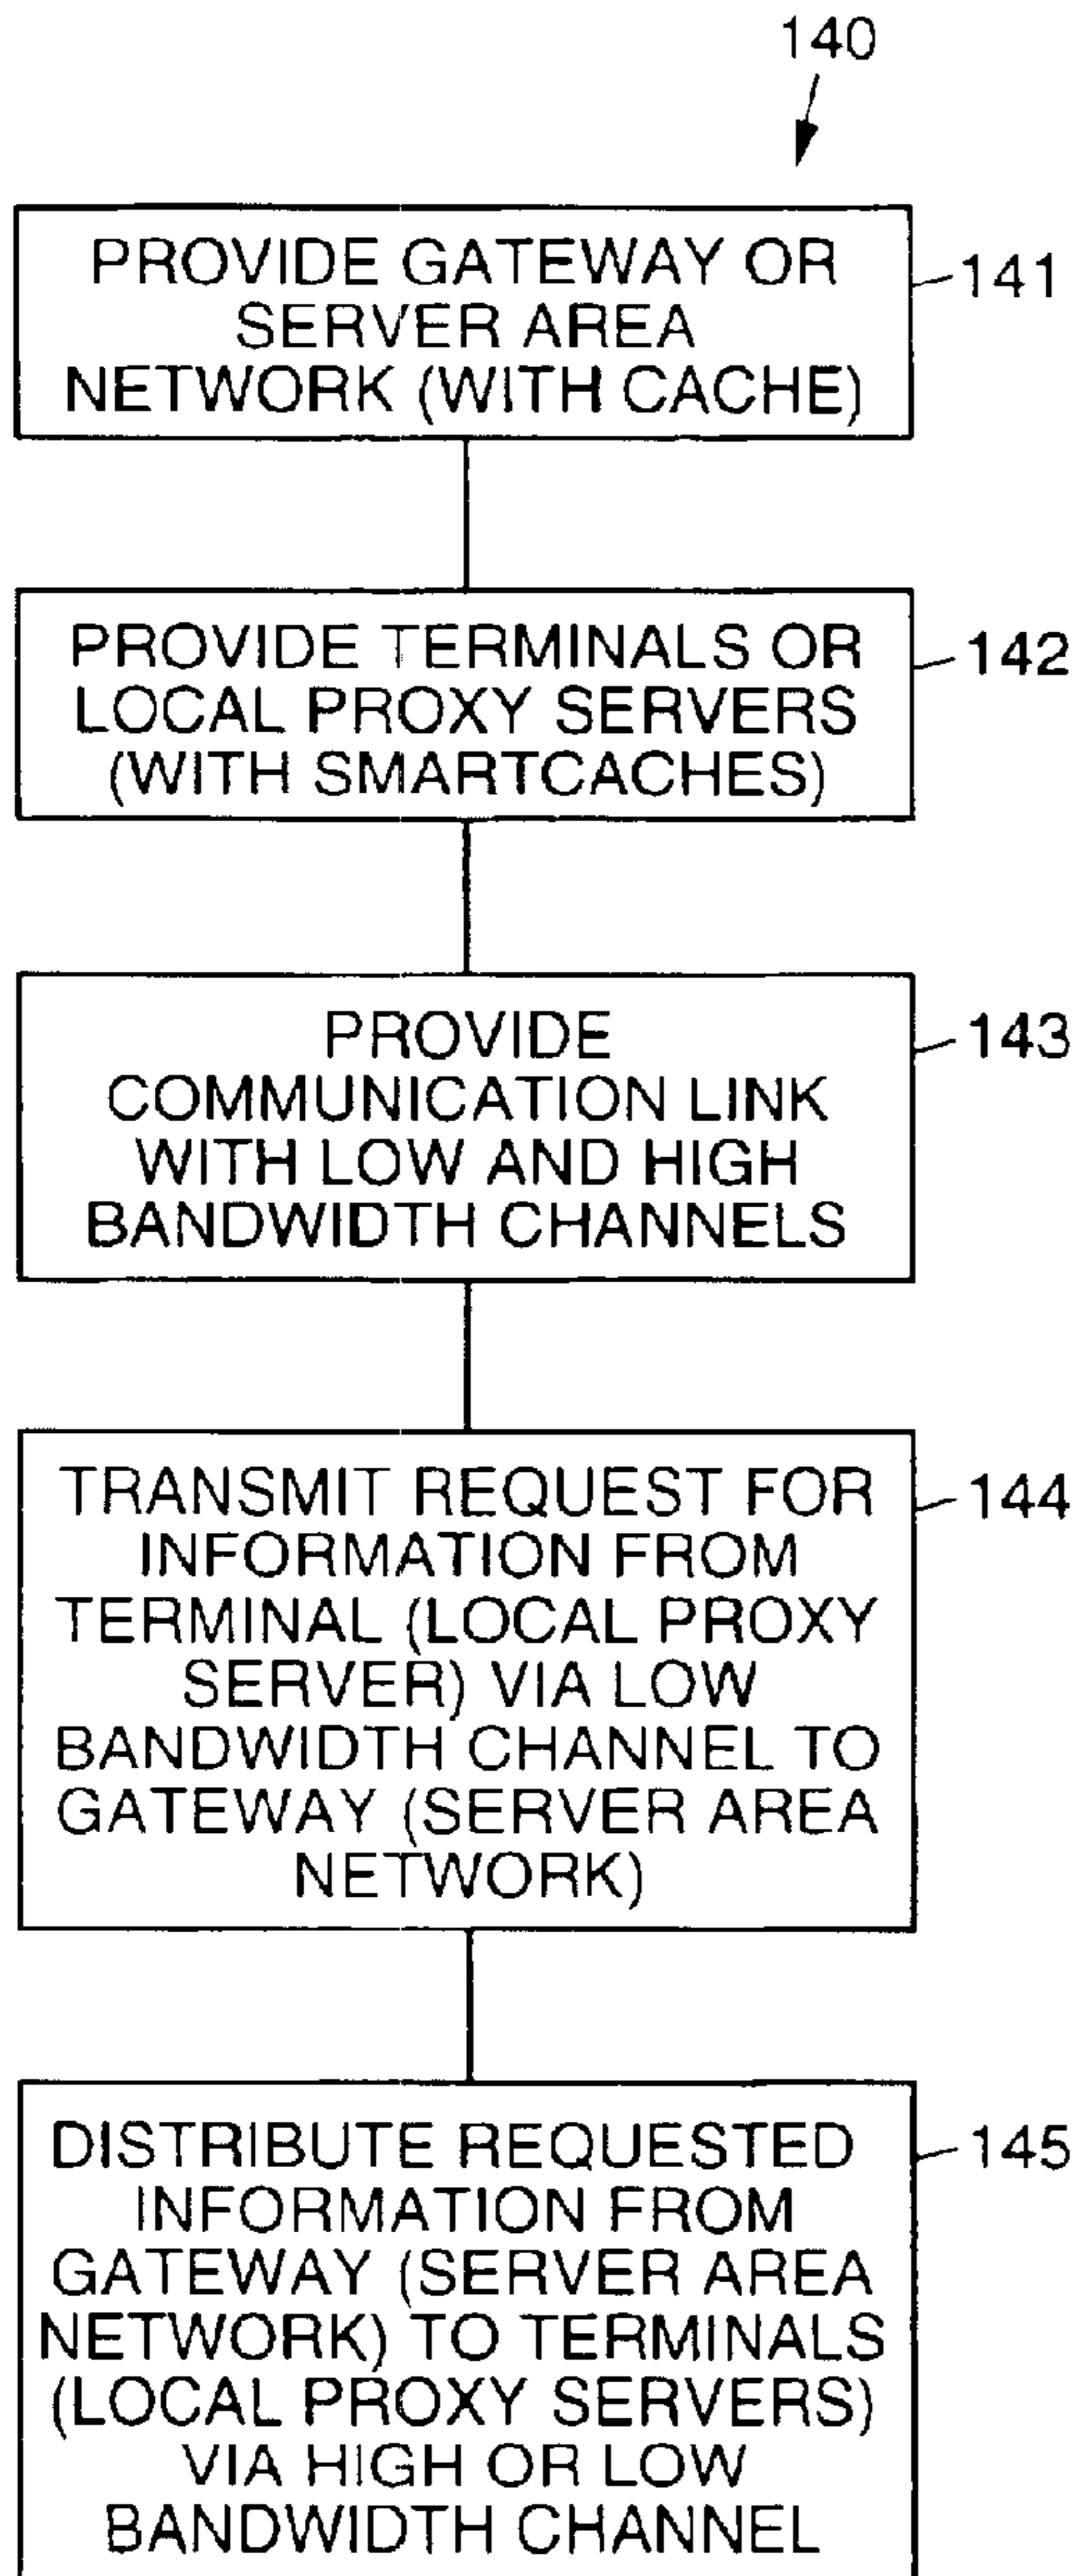 140
PROVIDE GATEWAY OR
SERVER AREA
NETWORK (WITH CACHE)
141
PROVIDE TERMINALS OR
LOCAL PROXY SERVERS
(WITH SMARTCACHES)
142
PROVIDE
COMMUNICATION LINK
WITH LOW AND HIGH
BANDWIDTH CHANNELS
143
TRANSMIT REQUEST FOR
INFORMATION FROM
TERMINAL (LOCAL PROXY
SERVER) VIA LOW
BANDWIDTH CHANNEL TO
GATEWAY (SERVER AREA
NETWORK)
144
DISTRIBUTE REQUESTED
INFORMATION FROM
GATEWAY (SERVER AREA
NETWORK) TO TERMINALS
(LOCAL PROXY SERVERS)
VIA HIGH OR LOW
BANDWIDTH CHANNEL
145